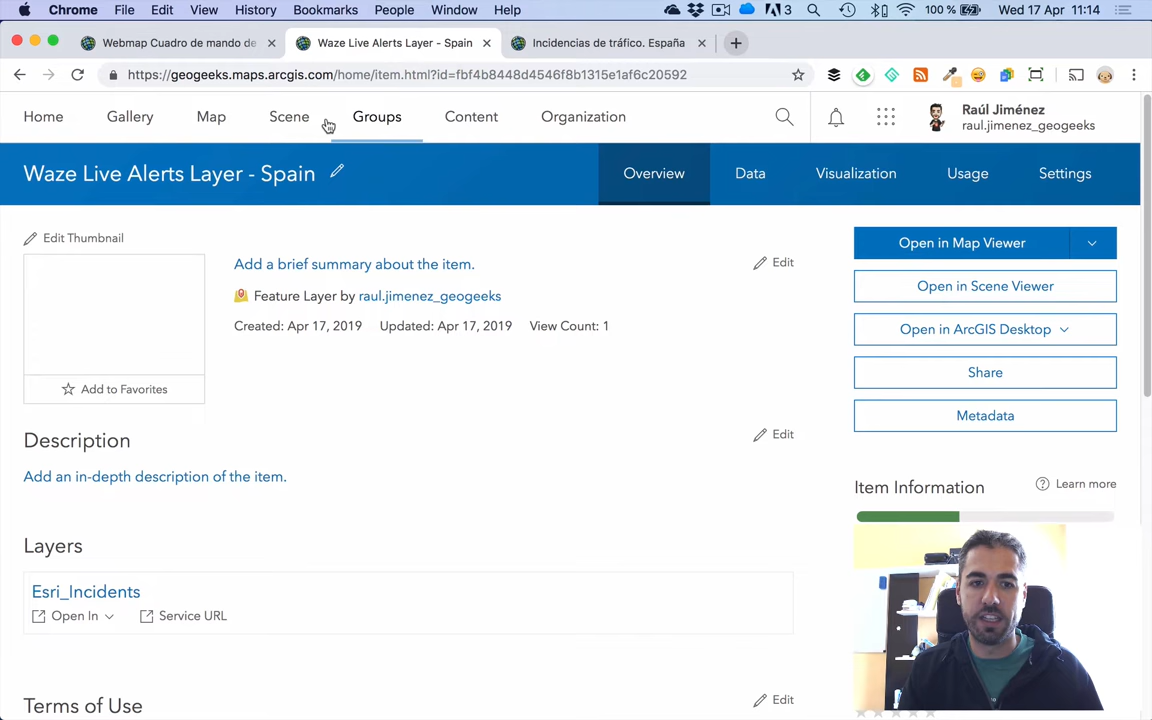 Chrome File Edit View History Bookmarks People Window Help 3 100 % Wed 17 Apr 11:14
Webmap Cuadro de mando de Waze Live Alerts Layer - Spain Incidencias de tráfico. España
https://geogeeks.maps.arcgis.com/home/item.html?id=fbf4b8448d4546f8b1315e1af6c20592
Home Gallery Map Scene Groups Content Organization Raúl Jiménez
raul.jimenez_geogeeks
Waze Live Alerts Layer - Spain Overview Data Visualization Usage Settings
Edit Thumbnail
Add a brief summary about the item. Edit
Feature Layer by raul.jimenez_geogeeks
Created: Apr 17, 2019 Updated: Apr 17, 2019 View Count: 1
Add to Favorites
Open in Map Viewer
Open in Scene Viewer
Open in ArcGIS Desktop
Share
Metadata
Description Edit
Add an in-depth description of the item.
Item Information Learn more
Layers
Esri_Incidents
Open In Service URL
Terms of Use Edit